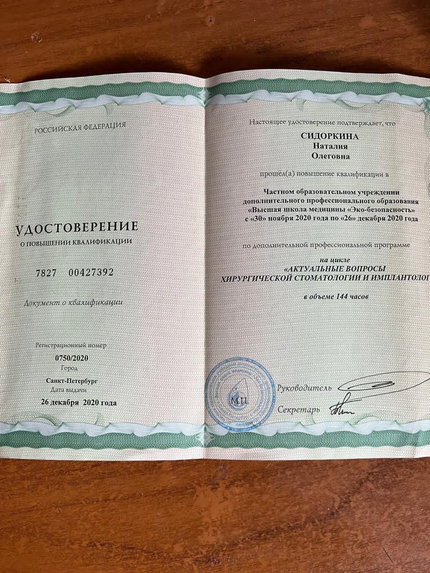 РОССИЙСКАЯ ФЕДЕРАЦИЯ
УДОСТОВЕРЕНИЕ
О ПОВЫШЕНИИ КВАЛИФИКАЦИИ
7827 00427392
Документ о квалификации
Регистрационный номер
0750/2020
Город
Санкт-Петербург
Дата выдачи
26 декабря 2020 года
Настоящее удостоверение подтверждает, что
СИДОРКИНА
Наталия
Олеговна
прошёл(а) повышение квалификации в
Частном образовательном учреждении
дополнительного профессионального образования
«Высшая школа медицины «Эко-безопасность»
с «30» ноября 2020 года по «26» декабря 2020 года
по дополнительной профессиональной программе
на цикле
«АКТУАЛЬНЫЕ ВОПРОСЫ
ХИРУРГИЧЕСКОЙ СТОМАТОЛОГИИ И ИМПЛАНТОЛОГ
в объеме 144 часов
М.П.
Руководитель
Секретарь